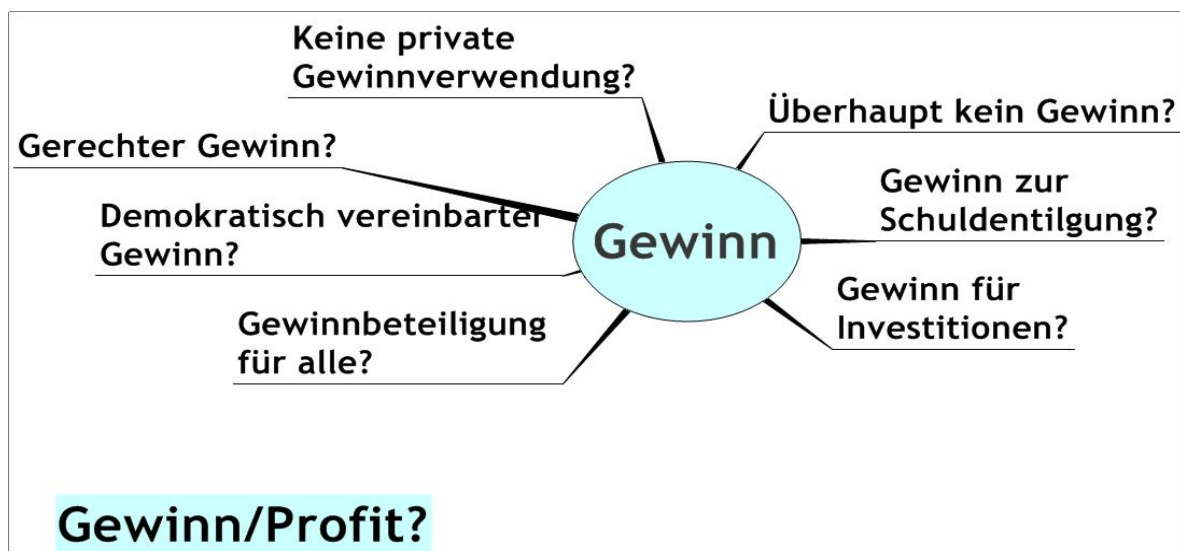 Keine private
Gewinnverwendung?
Überhaupt kein Gewinn?
Gerechter Gewinn?
Gewinn zur
Schuldentilgung?
Demokratisch vereinbarter
Gewinn?
Gewinn
Gewinn für
Investitionen?
Gewinnbeteiligung
für alle?
Gewinn/Profit?